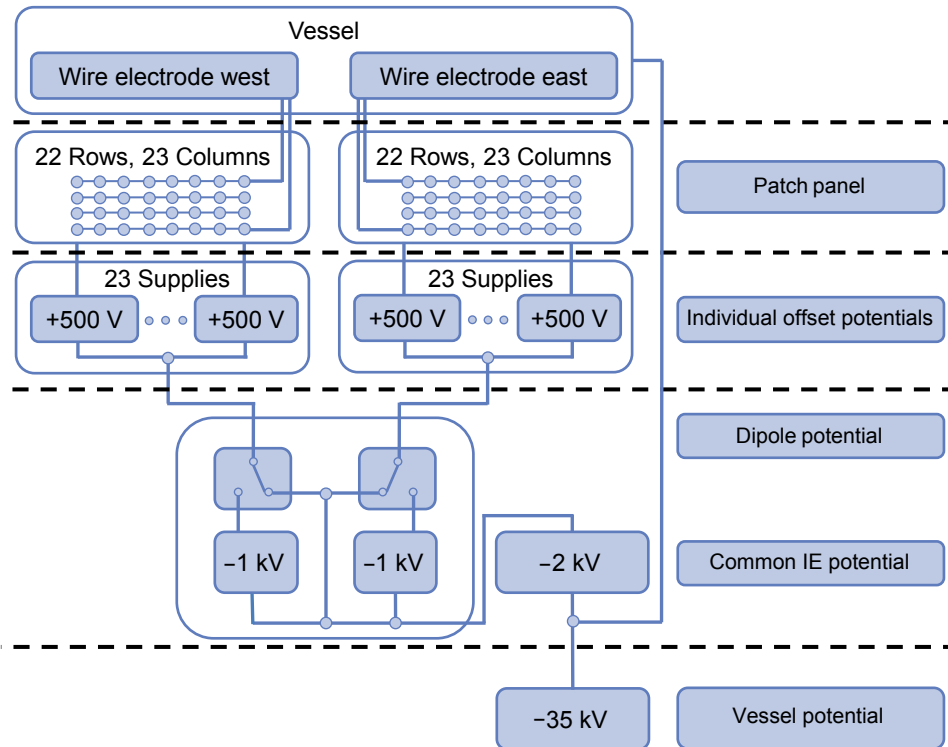 Vessel
Wire electrode west
Wire electrode east
22 Rows, 23 Columns
22 Rows, 23 Columns
Patch panel
23 Supplies
23 Supplies
+500 V
+500 V
+500 V
+500 V
Individual offset potentials
Dipole potential
−1 kV
−1 kV
−2 kV
Common IE potential
−35 kV
Vessel potential